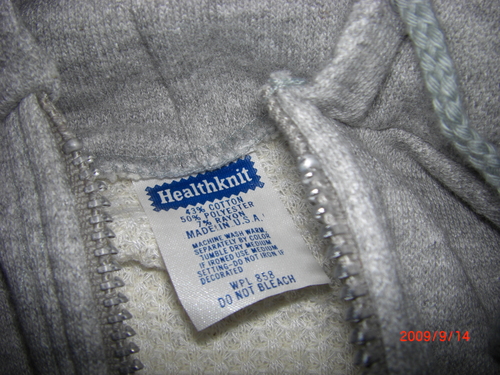 Healthknit
43% COTTON
50% POLYESTER
7% RAYON
MADE IN U.S.A.
MACHINE WASH WARM
SEPARATELY BY COLOR
TUMBLE DRY MEDIUM
IF IRONED USE MEDIUM
SETTING-DO NOT IRON IF
DECORATED
WPL 858
DO NOT BLEACH
2009/9/14